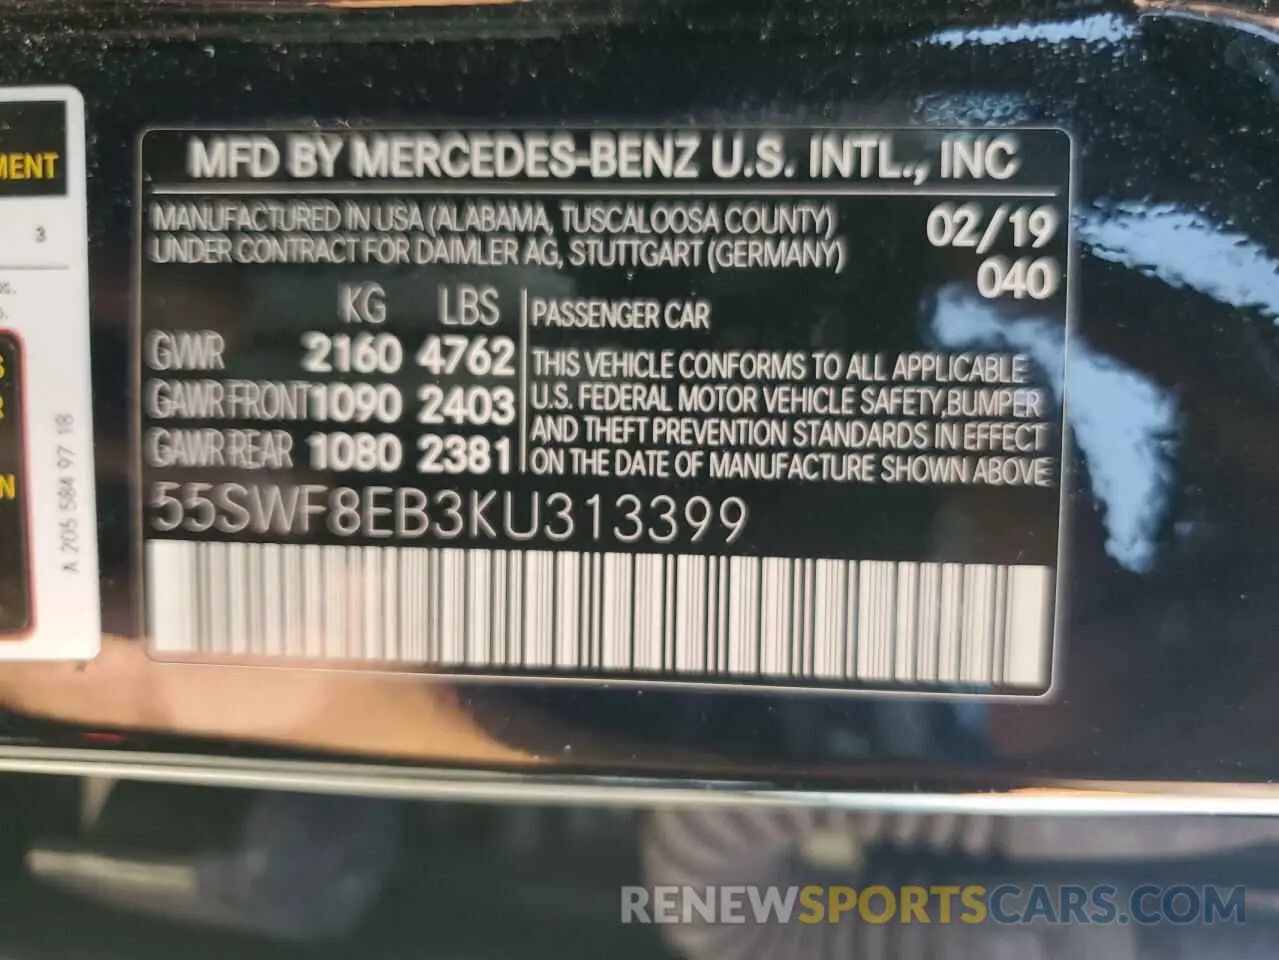 MFD BY MERCEDES-BENZ U.S. INTL., INC
MANUFACTURED IN USA (ALABAMA, TUSCALOOSA COUNTY)
UNDER CONTRACT FOR DAIMLER AG, STUTTGART (GERMANY)
02/19
040
KG LBS
GVWR 2160 4762
GAWR FRONT 1090 2403
GAWR REAR 1080 2381
PASSENGER CAR
THIS VEHICLE CONFORMS TO ALL APPLICABLE
U.S. FEDERAL MOTOR VEHICLE SAFETY, BUMPER
AND THEFT PREVENTION STANDARDS IN EFFECT
ON THE DATE OF MANUFACTURE SHOWN ABOVE
55SWF8EB3KU313399
3
A 205 584 97 18
RENEWSPORTSCARS.COM